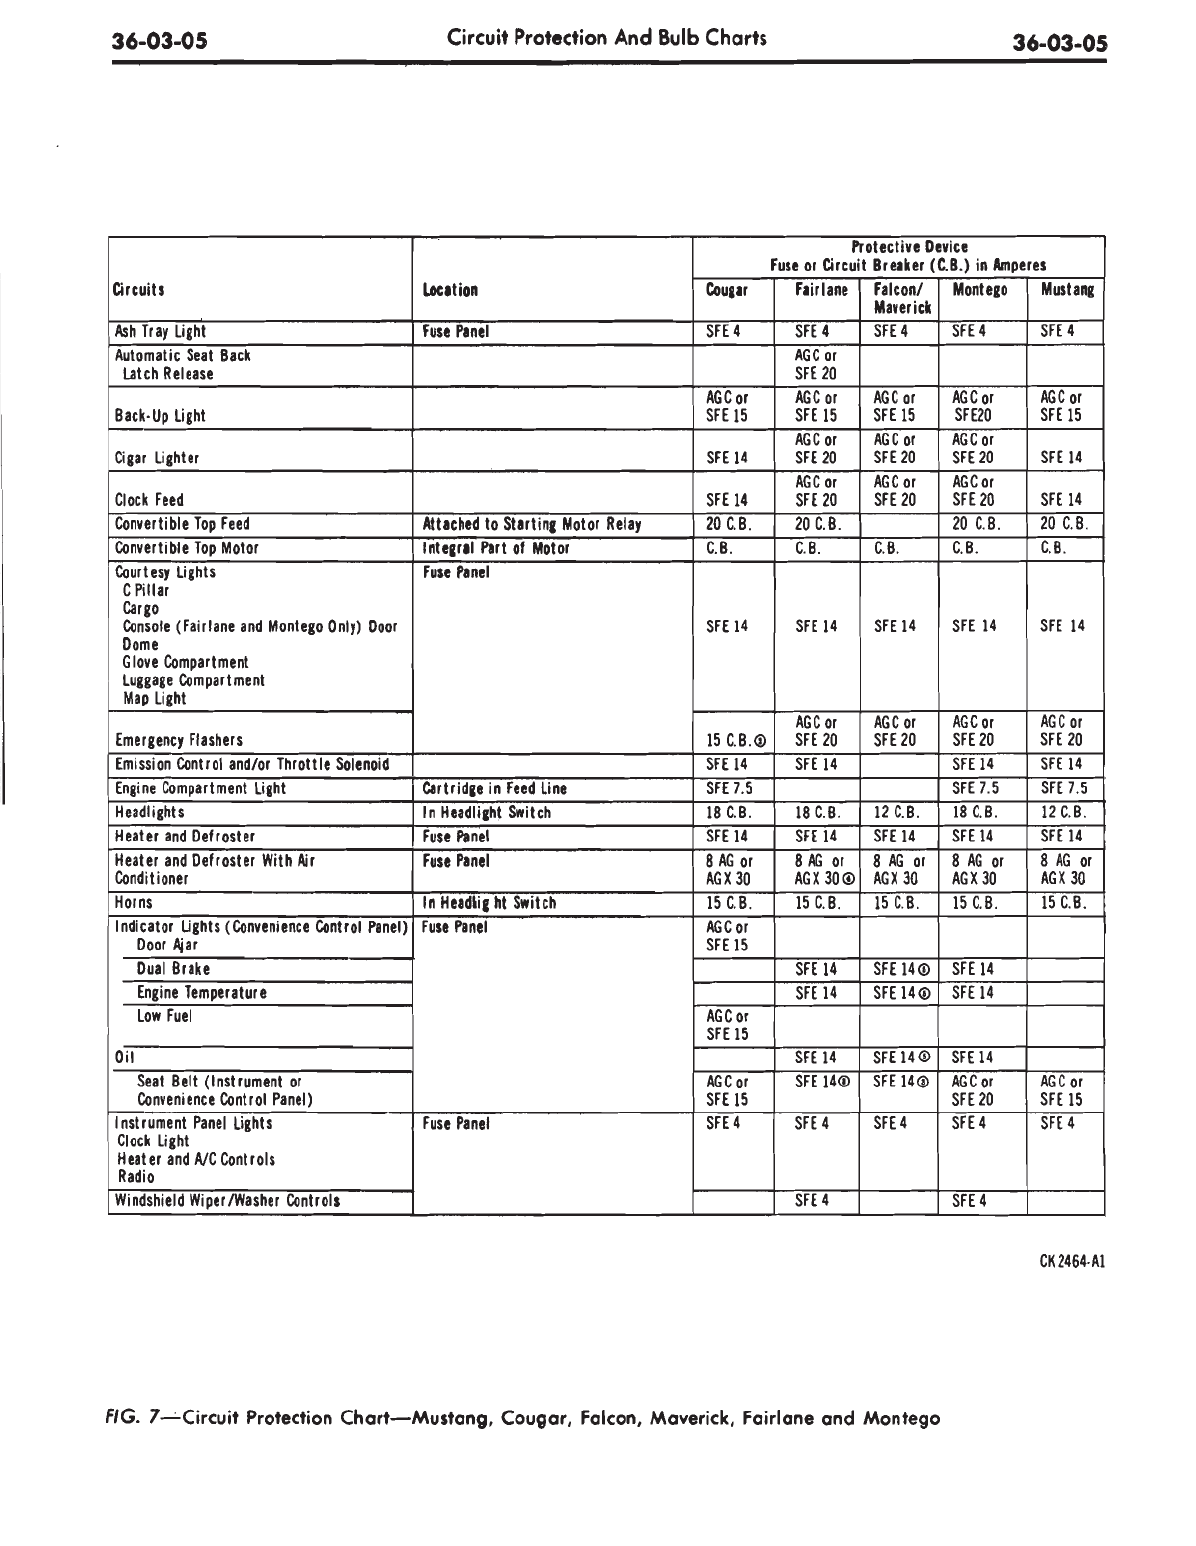 36-03-05 Circuit Protection And Bulb Charts 36-03-05
Protective Device
Fuse or Circuit Breaker (C.B.) in Amperes
Circuits Location Cougar Fairlane Falcon/ Montego Mustang
Maverick
Ash Tray Light Fuse Panel SFE 4 SFE 4 SFE 4 SFE 4 SFE 4
Automatic Seat Back AGC or
Latch Release SFE 20
AGC or AGC or AGC or AGC or AGC or
Back-Up Light SFE 15 SFE 15 SFE 15 SFE20 SFE 15
AGC or AGC or AGC or
Cigar Lighter SFE 14 SFE 20 SFE 20 SFE 20 SFE 14
AGC or AGC or AGC or
Clock Feed SFE 14 SFE 20 SFE 20 SFE 20 SFE 14
Convertible Top Feed Attached to Starting Motor Relay 20 C.B. 20 C.B. 20 C.B. 20 C.B.
Convertible Top Motor Integral Part of Motor C.B. C.B. C.B. C.B. C.B.
Courtesy Lights Fuse Panel
C Pillar
Cargo
Console (Fairlane and Montego Only) Door SFE 14 SFE 14 SFE 14 SFE 14 SFE 14
Dome
Glove Compartment
Luggage Compartment
Map Light
AGC or AGC or AGC or AGC or
Emergency Flashers 15 C.B. SFE 20 SFE 20 SFE 20 SFE 20
Emission Control and/or Throttle Solenoid SFE 14 SFE 14 SFE 14 SFE 14
Engine Compartment Light Cartridge in Feed Line SFE 7.5 SFE 7.5 SFE 7.5
Headlights In Headlight Switch 18 C.B. 18 C.B. 12 C.B. 18 C.B. 12 C.B.
Heater and Defroster Fuse Panel SFE 14 SFE 14 SFE 14 SFE 14 SFE 14
Heater and Defroster With Air Fuse Panel 8 AG or 8 AG or 8 AG or 8 AG or 8 AG or
Conditioner AGX 30 AGX 30④ AGX 30 AGX 30 AGX 30
Horns In Headlight Switch 15 C.B. 15 C.B. 15 C.B. 15 C.B. 15 C.B.
Indicator Lights (Convenience Control Panel) Fuse Panel AGC or
Door Ajar SFE 15
Dual Brake SFE 14 SFE 14 SFE 14
Engine Temperature SFE 14 SFE 14 SFE 14
Low Fuel AGC or
SFE 15
Oil SFE 14 SFE 14 SFE 14
Seat Belt (Instrument or AGC or SFE 14 SFE 14 AGC or AGC or
Convenience Control Panel) SFE 15 SFE 20 SFE 15
Instrument Panel Lights Fuse Panel SFE 4 SFE 4 SFE 4 SFE 4 SFE 4
Clock Light
Heater and A/C Controls
Radio
Windshield Wiper/Washer Controls SFE 4 SFE 4
CK2464-A1
FIG. 7—Circuit Protection Chart—Mustang, Cougar, Falcon, Maverick, Fairlane and Montego